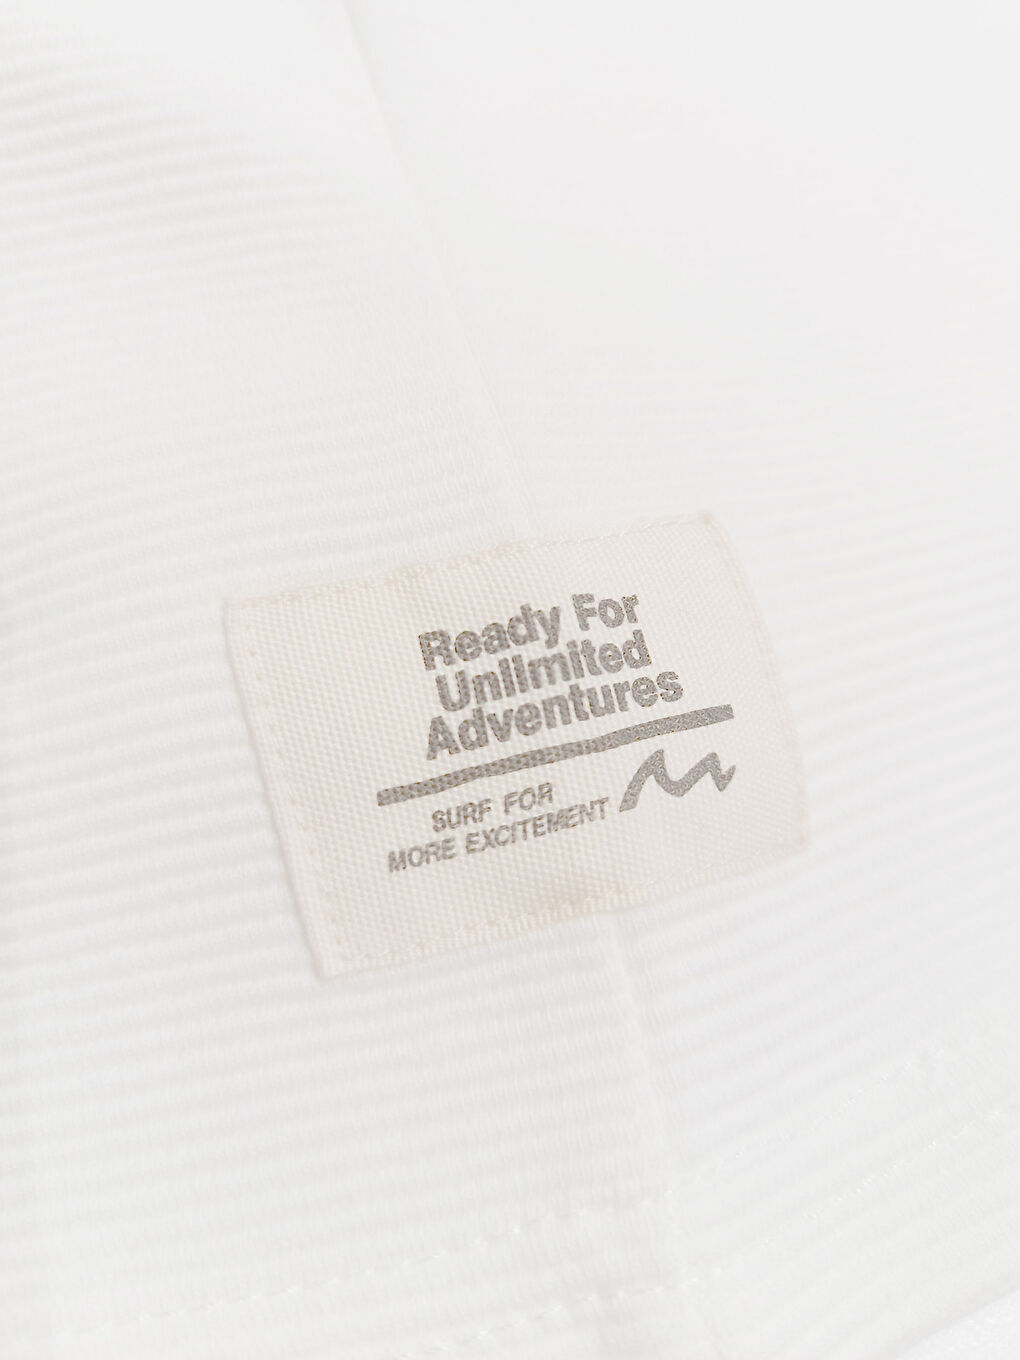 Ready For
Unlimited
Adventures
SURF FOR
MORE EXCITEMENT